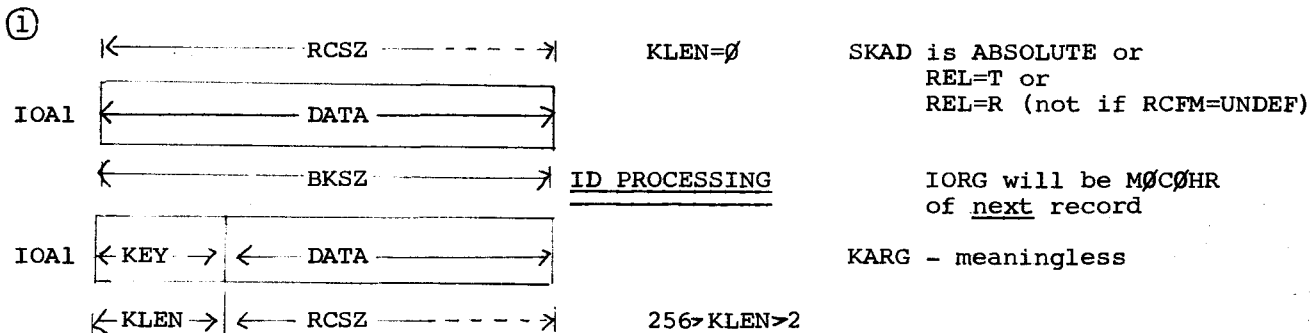 ①
RCSZ KLEN=Ø SKAD is ABSOLUTE or
REL=T or
IOA1 DATA REL=R (not if RCFM=UNDEF)
BKSZ ID PROCESSING IORG will be MØCØHR
of next record
IOA1 KEY DATA KARG - meaningless
KLEN RCSZ 256>KLEN>2